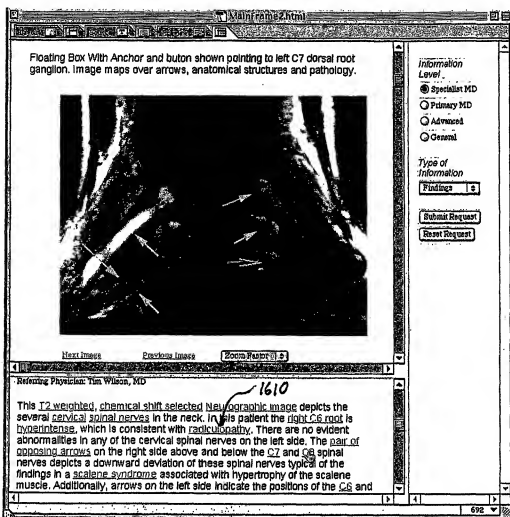 Mainframe2.html
Floating Box With Anchor and buton shown pointing to left C7 dorsal root
ganglion. Image maps over arrows, anatomical structures and pathology.
Information
Level
Specialist MD
Primary MD
Advanced
General
Type of
Information
Findings
Submit Request
Reset Request
Next Image Previous Image Zoom Factor
Referring Physician: Tim Wilson, MD
1610
This T2 weighted, chemical shift selected Neurographic image depicts the
several cervical spinal nerves in the neck. In this patient the right C6 root is
hyperintense, which is consistent with radiculopathy. There are no evident
abnormalities in any of the cervical spinal nerves on the left side. The pair of
opposing arrows on the right side above and below the C7 and C8 spinal
nerves depicts a downward deviation of these spinal nerves typical of the
findings in a scalene syndrome associated with hypertrophy of the scalene
muscle. Additionally, arrows on the left side indicate the positions of the C6 and
692